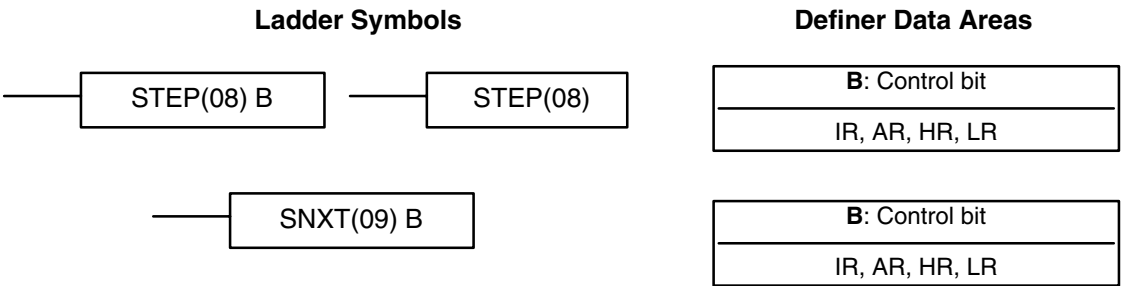 Ladder Symbols
Definer Data Areas
STEP(08) B
STEP(08)
B: Control bit
IR, AR, HR, LR
SNXT(09) B
B: Control bit
IR, AR, HR, LR